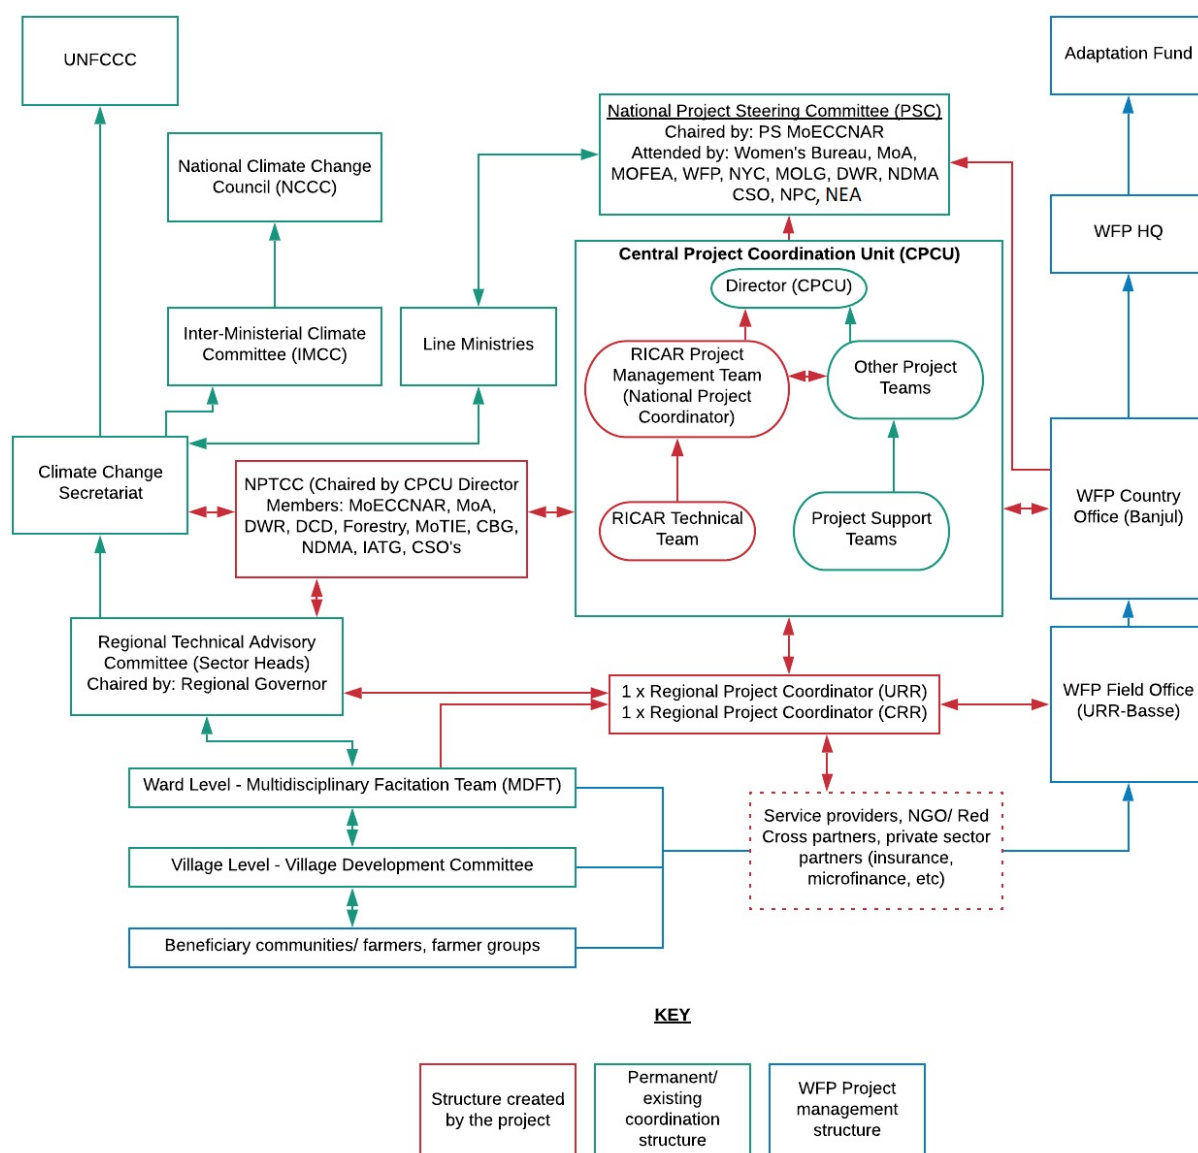 UNFCCC
Adaptation Fund
National Project Steering Committee (PSC)
Chaired by: PS MoECCNAR
Attended by: Women's Bureau, MoA,
MOFEA, WFP, NYC, MOLG, DWR, NDMA
CSO, NPC, NEA
National Climate Change
Council (NCCC)
WFP HQ
Central Project Coordination Unit (CPCU)
Director (CPCU)
Inter-Ministerial Climate
Committee (IMCC)
Line Ministries
RICAR Project
Management Team
(National Project
Coordinator)
Other Project
Teams
Climate Change
Secretariat
NPTCC (Chaired by CPCU Director
Members: MoECCNAR, MoA,
DWR, DCD, Forestry, MoTIE, CBG,
NDMA, IATG, CSO's
RICAR Technical
Team
Project Support
Teams
WFP Country
Office (Banjul)
Regional Technical Advisory
Committee (Sector Heads)
Chaired by: Regional Governor
1 x Regional Project Coordinator (URR)
1 x Regional Project Coordinator (CRR)
WFP Field Office
(URR-Basse)
Ward Level - Multidisciplinary Facitation Team (MDFT)
Service providers, NGO/ Red
Cross partners, private sector
partners (insurance,
microfinance, etc)
Village Level - Village Development Committee
Beneficiary communities/ farmers, farmer groups
KEY
Structure created
by the project
Permanent/
existing
coordination
structure
WFP Project
management
structure